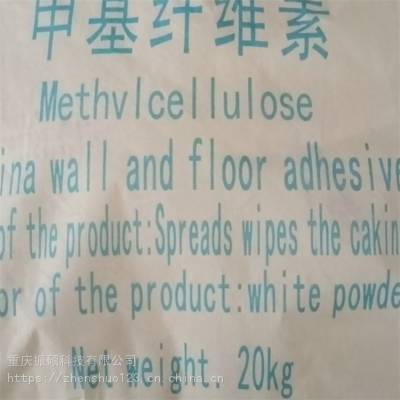 甲基纤维素
Methvlcellulose
ina wall and floor adhesive
of the product:Spreads wipes the cakin
or of the product:white powde
Net weight. 20kg
重庆振硕科技有限公司
https://zhenshuo123.cn.china.cn